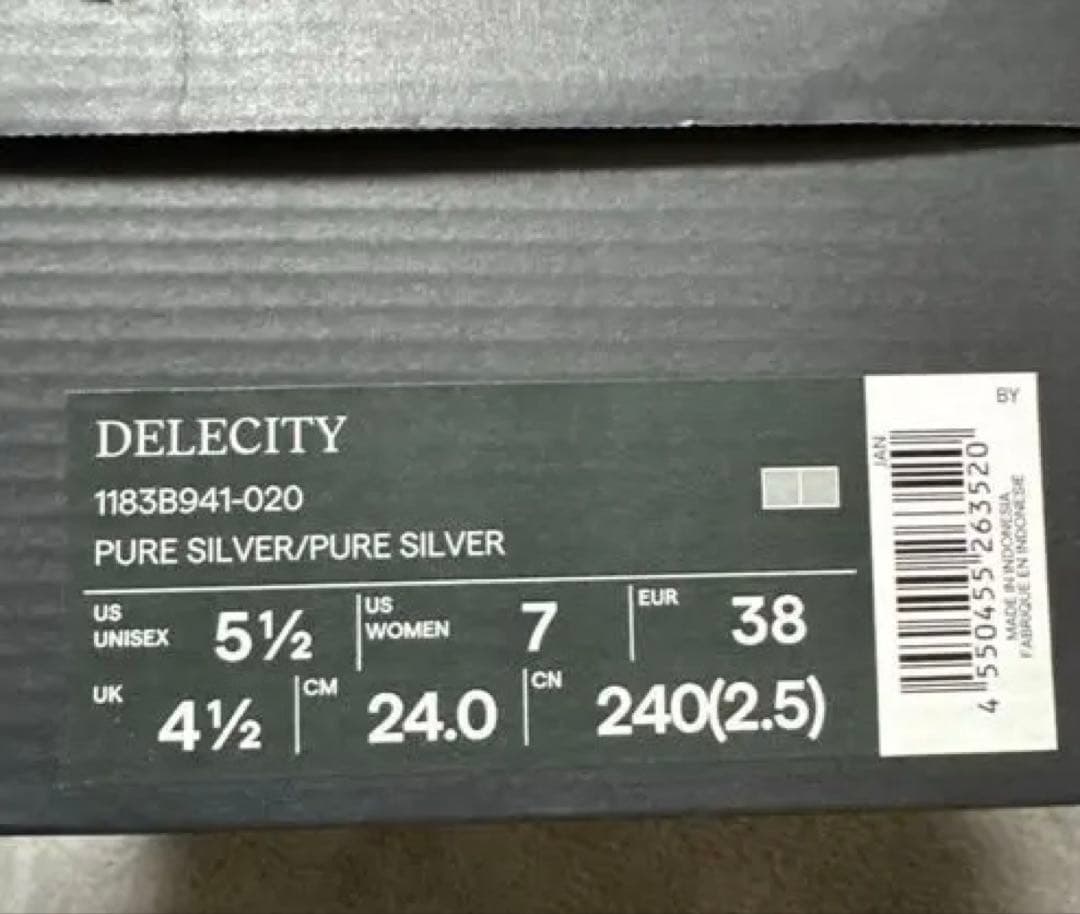 DELECITY
1183B941-020
PURE SILVER/PURE SILVER
US UNISEX 5½ US WOMEN 7 EUR 38
UK 4½ CM 24.0 CN 240(2.5)
BY
JAN
4 550455 263520
MADE IN INDONESIA
FABRIQUE EN INDONESIE